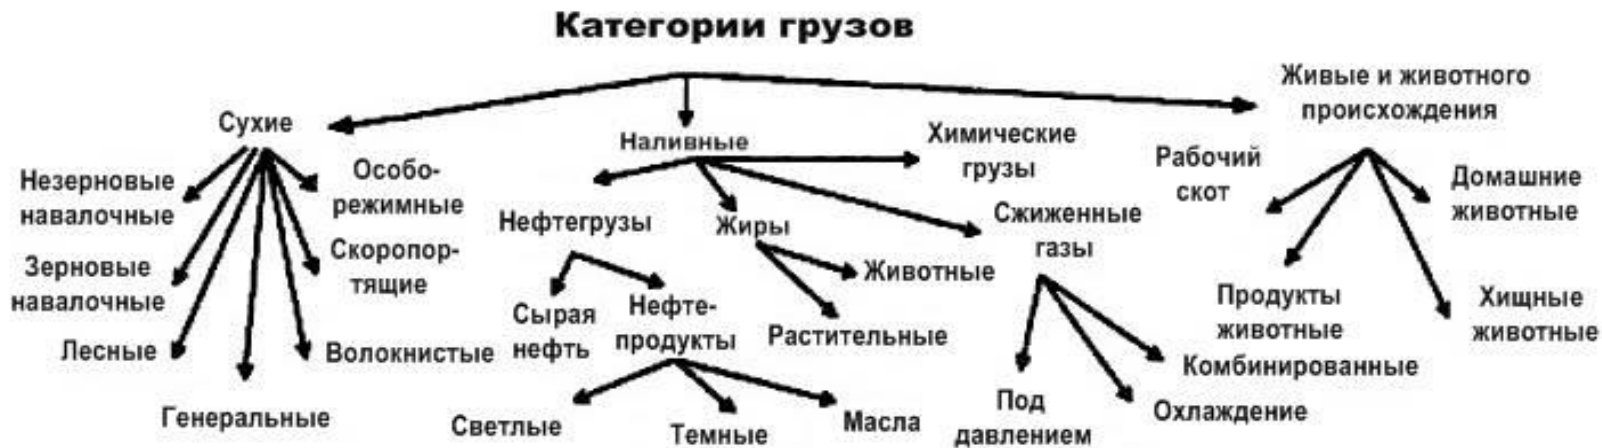 Категории грузов
Сухие
Незерновые
навалочные
Зерновые
навалочные
Лесные
Генеральные
Волокнистые
Скоропор-
тящие
Особо-
режимные
Наливные
Нефтегрузы
Сырая
нефть
Нефте-
продукты
Светлые
Темные
Масла
Жиры
Животные
Растительные
Химические
грузы
Сжиженные
газы
Под
давлением
Охлаждение
Комбинированные
Живые и животного
происхождения
Рабочий
скот
Продукты
животные
Хищные
животные
Домашние
животные